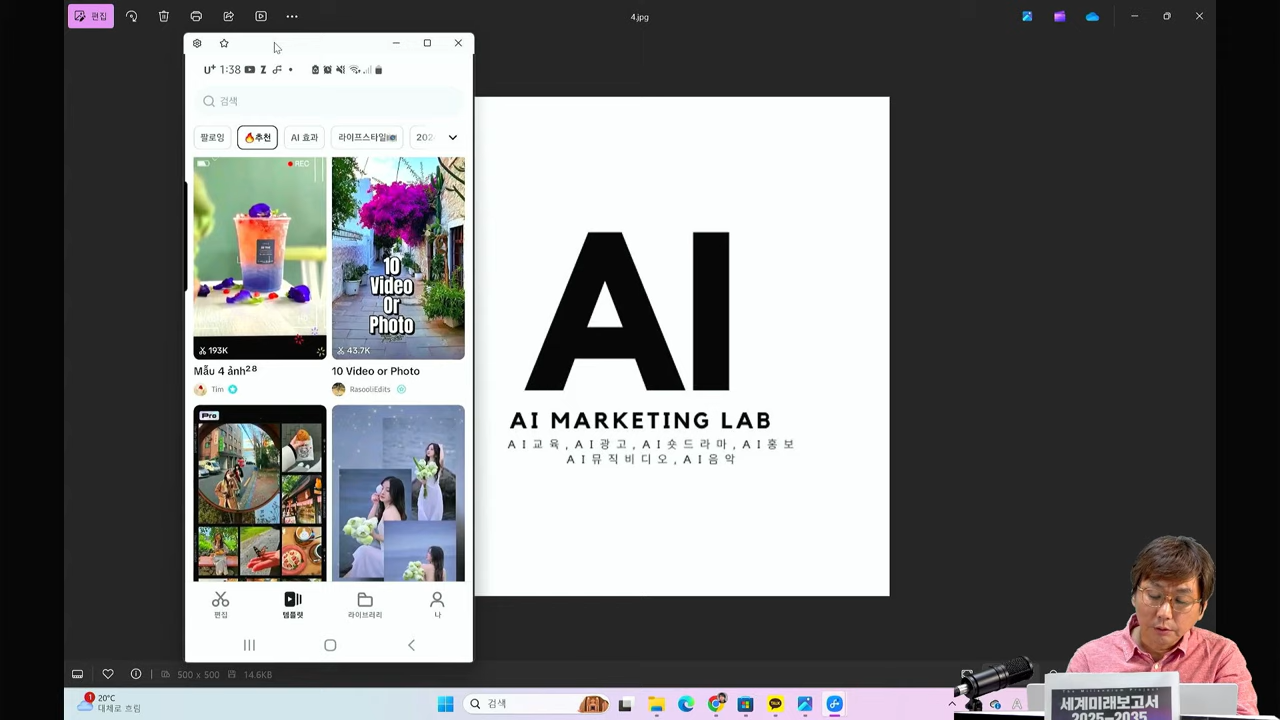 편집
4.jpg
U+ 1:38
검색
팔로잉
🔥추천
AI 효과
라이프스타일
202
REC
193K
10
Video
Or
Photo
43.7K
Mẫu 4 ảnh²⁸
10 Video or Photo
Tim
RasooliEdits
Pro
편집
템플릿
라이브러리
나
AI
AI MARKETING LAB
AI교육,AI광고,AI숏드라마,AI홍보
AI뮤직비디오,AI음악
500 x 500
14.6KB
1
20°C
대체로 흐림
검색
TALK
A
The Millennium Project
세계미래보고서
2025-2035